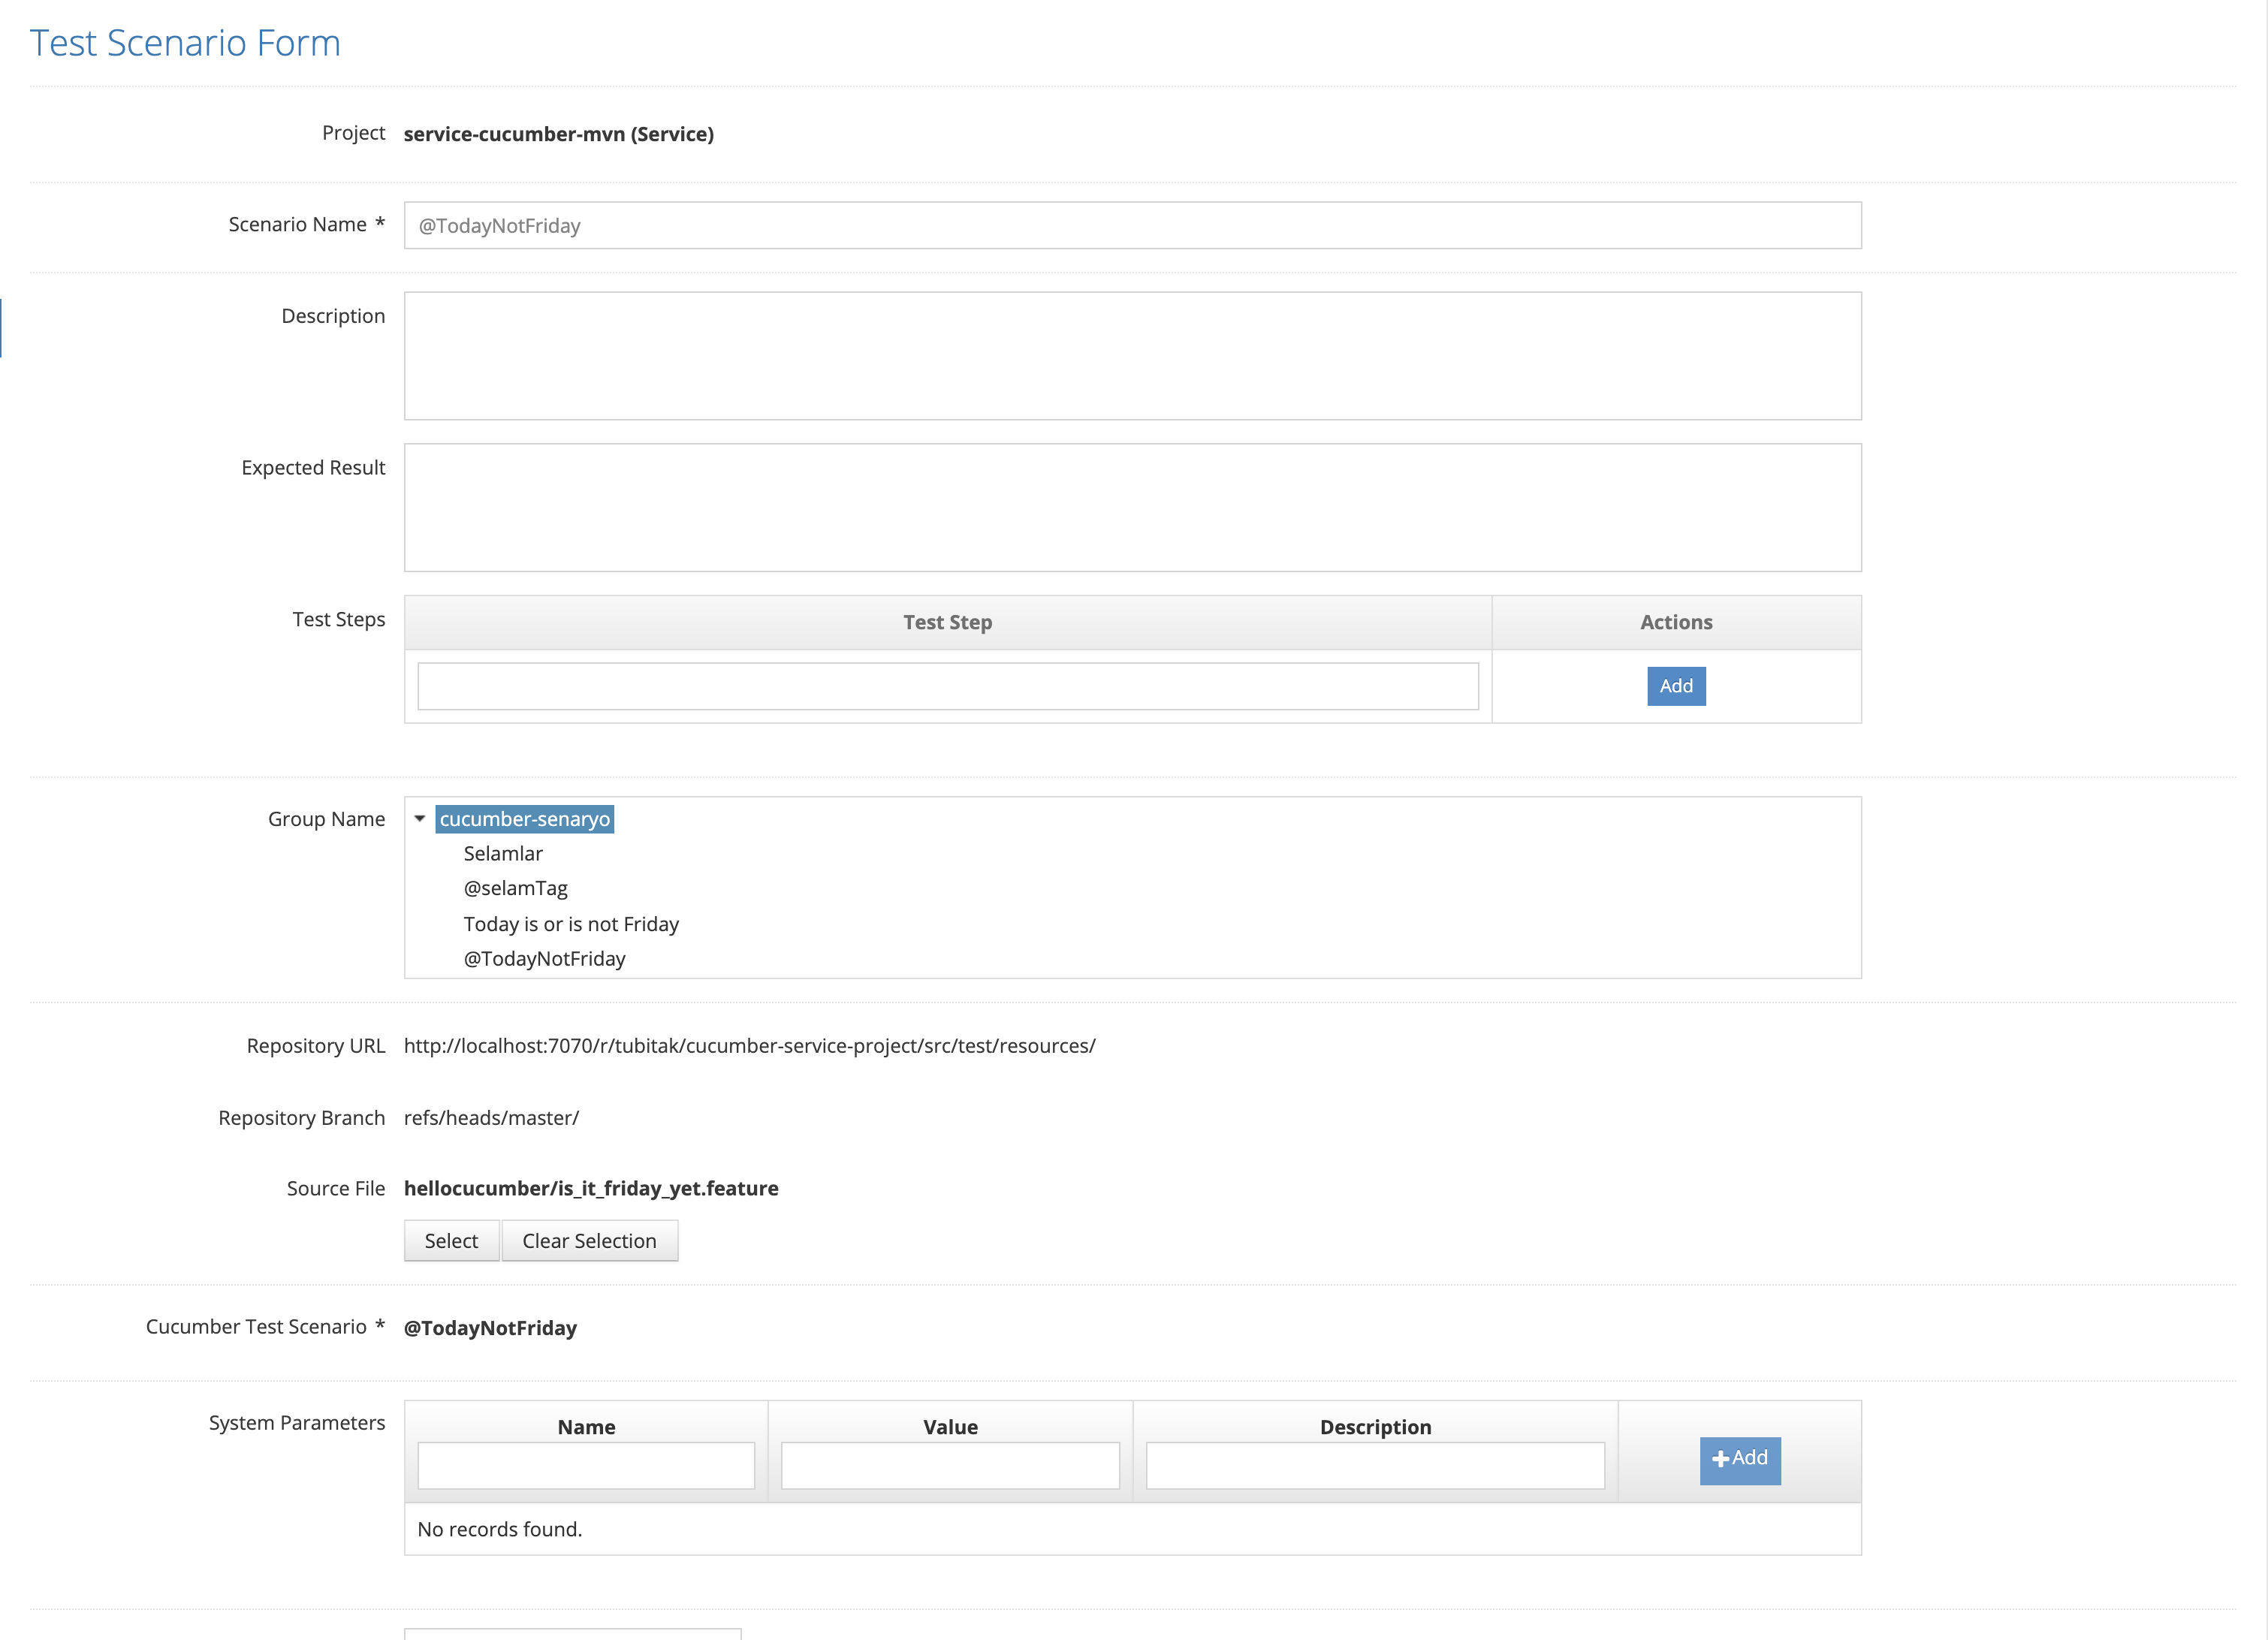 Test Scenario Form
Project service-cucumber-mvn (Service)
Scenario Name * @TodayNotFriday
Description
Expected Result
Test Steps Test Step Actions
Add
Group Name cucumber-senaryo
Selamlar
@selamTag
Today is or is not Friday
@TodayNotFriday
Repository URL http://localhost:7070/r/tubitak/cucumber-service-project/src/test/resources/
Repository Branch refs/heads/master/
Source File hellocucumber/is_it_friday_yet.feature
Select Clear Selection
Cucumber Test Scenario * @TodayNotFriday
System Parameters Name Value Description
Add
No records found.